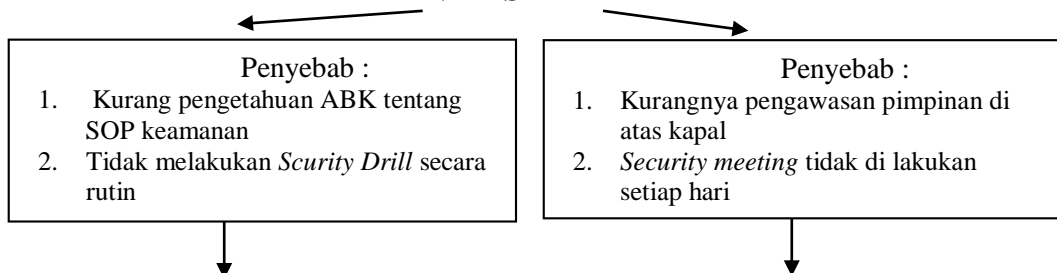 Penyebab :
1. Kurang pengetahuan ABK tentang
SOP keamanan
2. Tidak melakukan Scurity Drill secara
rutin
Penyebab :
1. Kurangnya pengawasan pimpinan di
atas kapal
2. Security meeting tidak di lakukan
setiap hari